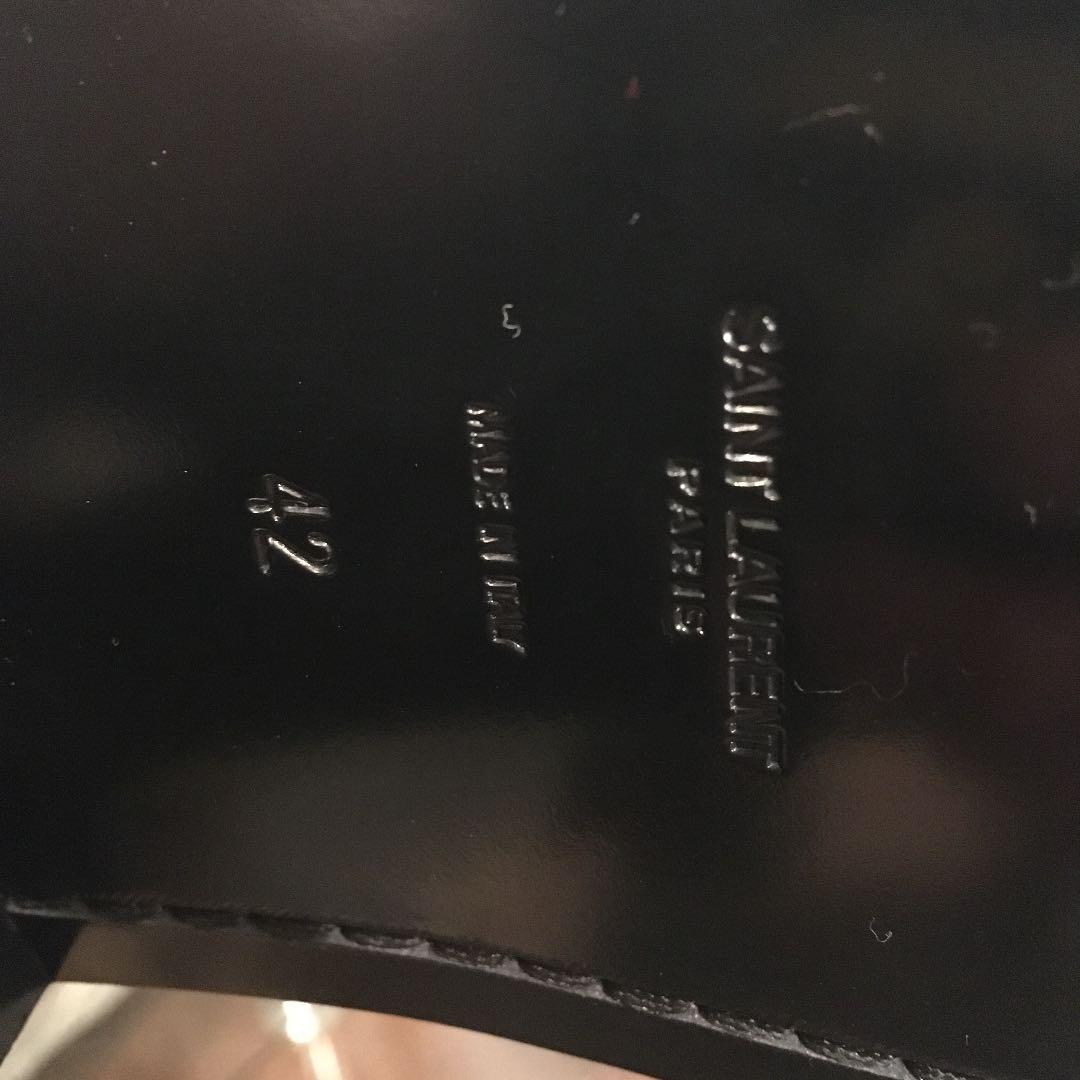 SAINT LAURENT
PARIS
MADE IN ITALY
42